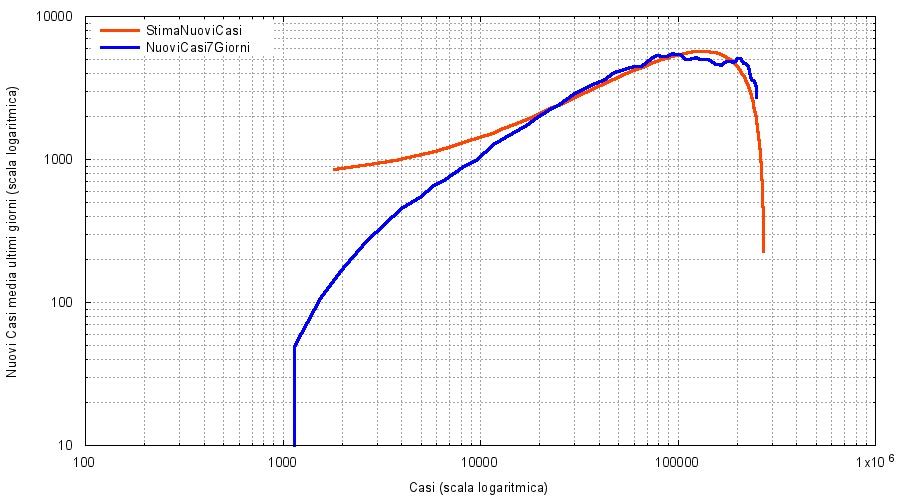 10000
StimaNuoviCasi
NuoviCasi7Giorni
1000
100
10
Nuovi Casi media ultimi giorni (scala logaritmica)
100 1000 10000 100000 1x10 6
Casi (scala logaritmica)